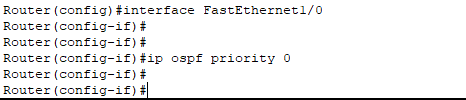 Router(config)#interface FastEthernet1/0
Router(config-if)#
Router(config-if)#
Router(config-if)#ip ospf priority 0
Router(config-if)#
Router(config-if)#